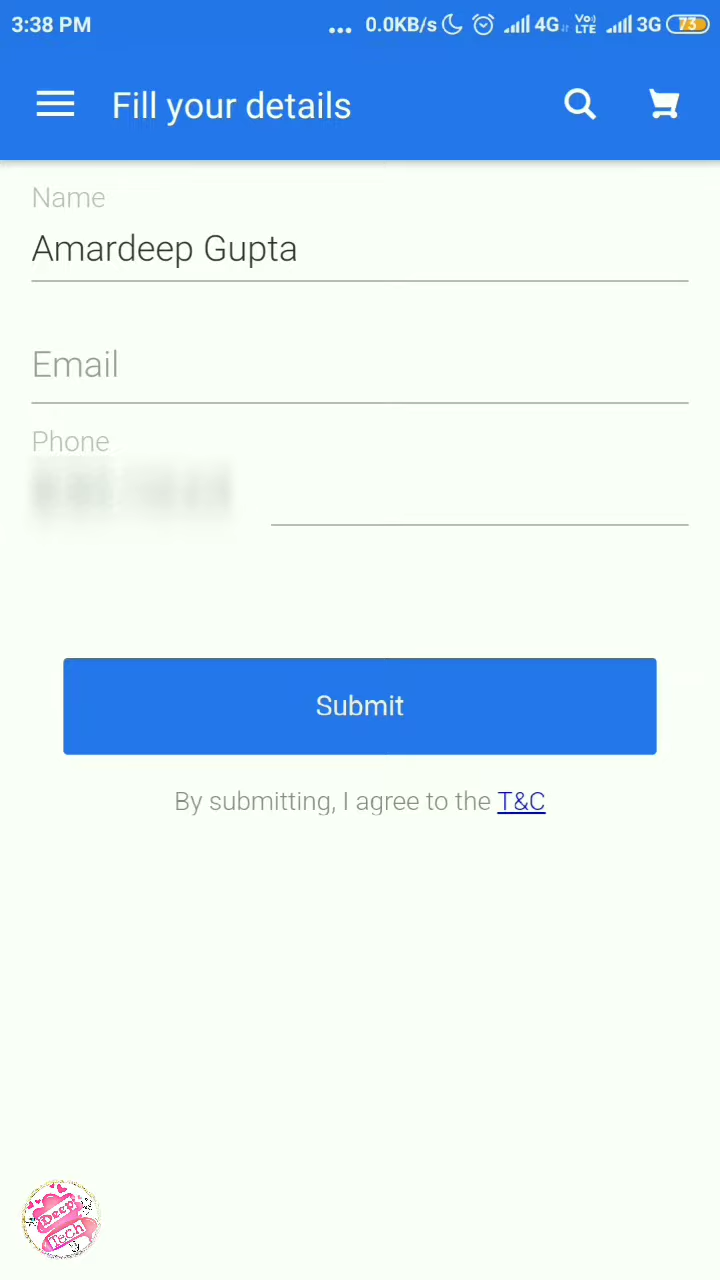 3:38 PM ... 0.0KB/s 4G Vo) LTE 3G 73
Fill your details
Name
Amardeep Gupta
Email
Phone
Submit
By submitting, I agree to the T&C
Deep
TeCh